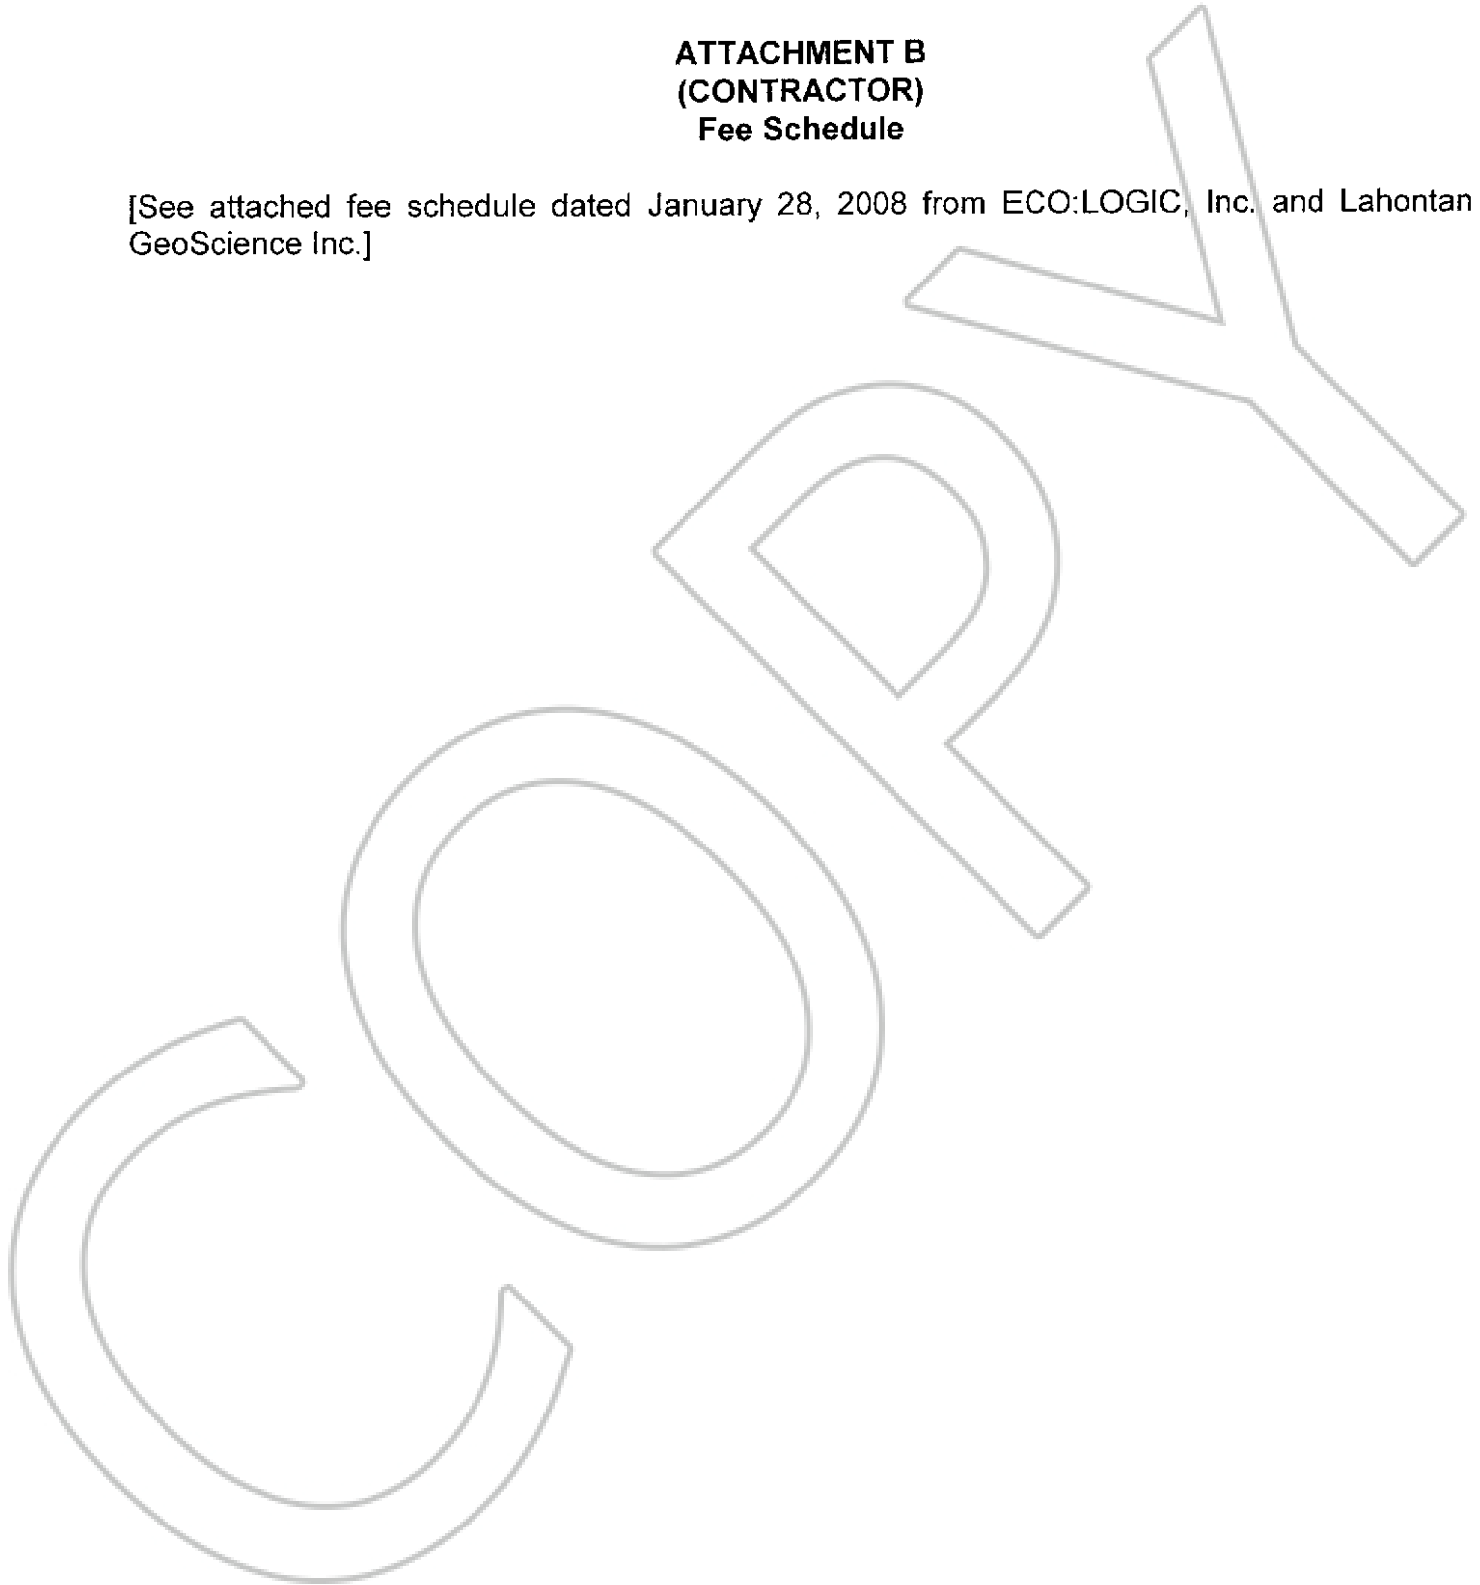 ATTACHMENT B
(CONTRACTOR)
Fee Schedule
[See attached fee schedule dated January 28, 2008 from ECO:LOGIC, Inc. and Lahontan
GeoScience Inc.]
COPY